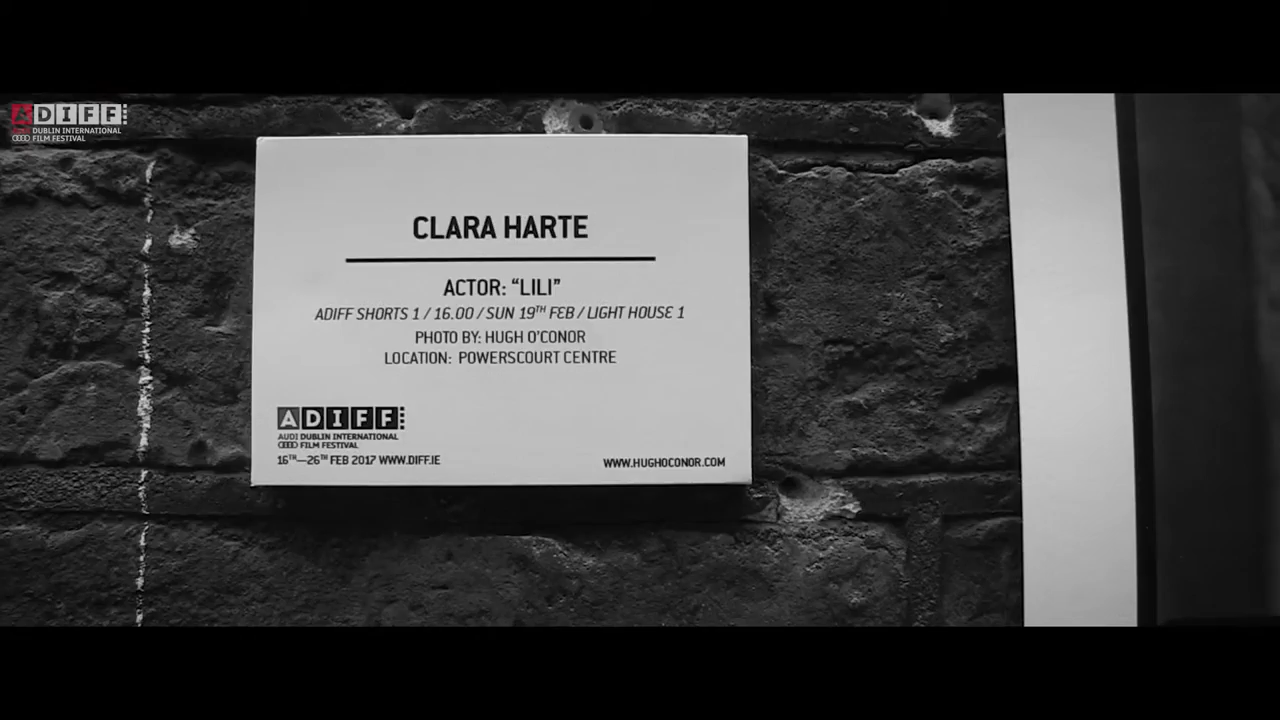 ADIFF
DUBLIN INTERNATIONAL
FILM FESTIVAL
CLARA HARTE
ACTOR: “LILI”
ADIFF SHORTS 1 / 16.00 / SUN 19TH FEB / LIGHT HOUSE 1
PHOTO BY: HUGH O'CONOR
LOCATION: POWERSCOURT CENTRE
ADIFF
AUDI DUBLIN INTERNATIONAL
FILM FESTIVAL
16TH—26TH FEB 2017 WWW.DIFF.IE
WWW.HUGHOCONOR.COM